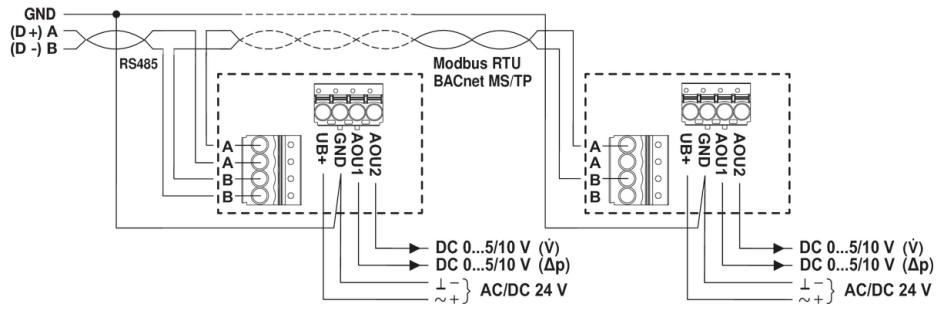 GND
(D+) A
(D -) B
RS485
Modbus RTU
BACnet MS/TP
UB+
GND
AOU1
AOU2
A
A
B
B
UB+
GND
AOU1
AOU2
A
A
B
B
DC 0...5/10 V (V̇)
DC 0...5/10 V (Δp)
⊥ −
~ +
AC/DC 24 V
DC 0...5/10 V (V̇)
DC 0...5/10 V (Δp)
⊥ −
~ +
AC/DC 24 V